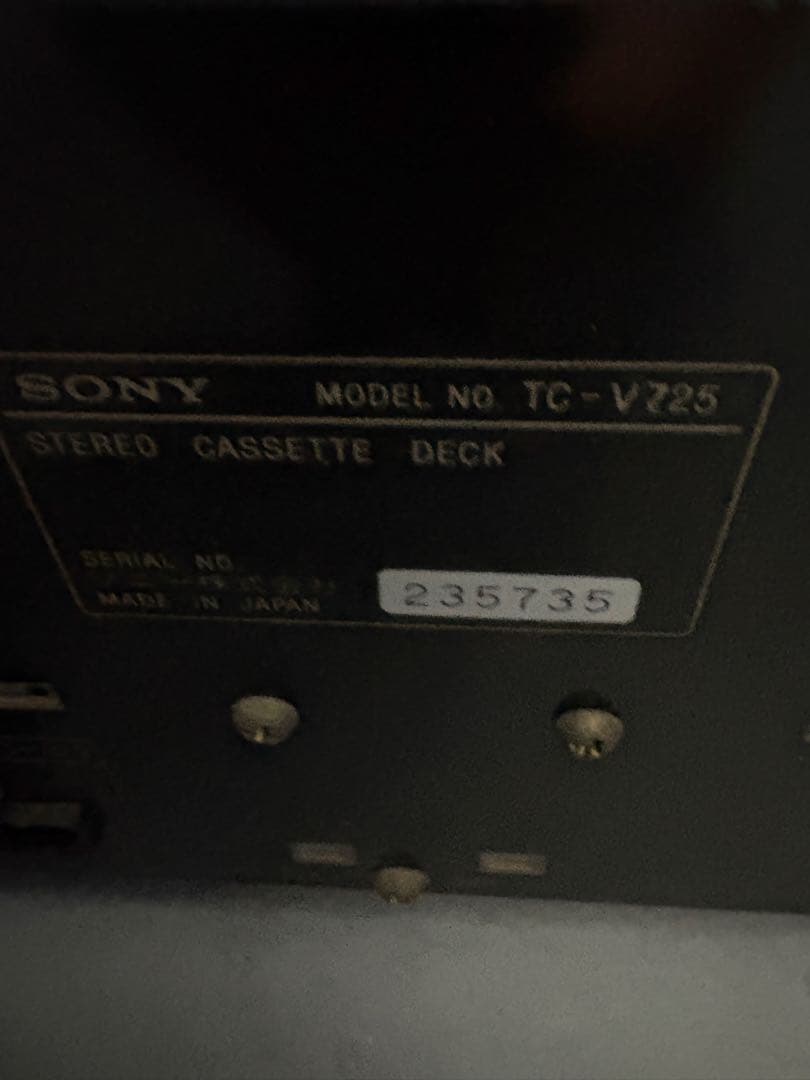 SONY MODEL NO. TC-V725
STEREO CASSETTE DECK
SERIAL NO.
MADE IN JAPAN 235735